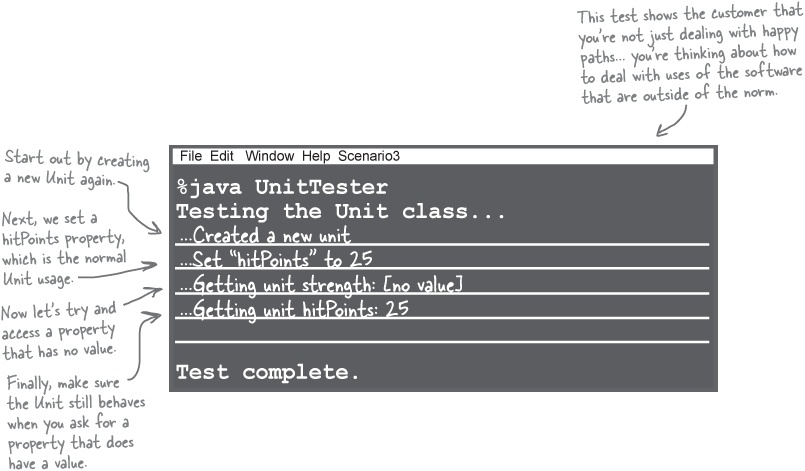 This test shows the customer that
you're not just dealing with happy
paths... you're thinking about how
to deal with uses of the software
that are outside of the norm.
Start out by creating
a new Unit again.
Next, we set a
hitPoints property,
which is the normal
Unit usage.
Now let's try and
access a property
that has no value.
Finally, make sure
the Unit still behaves
when you ask for a
property that does
have a value.
File Edit Window Help Scenario3
%java UnitTester
Testing the Unit class...
...Created a new unit
...Set "hitPoints" to 25
...Getting unit strength: [no value]
...Getting unit hitPoints: 25
Test complete.